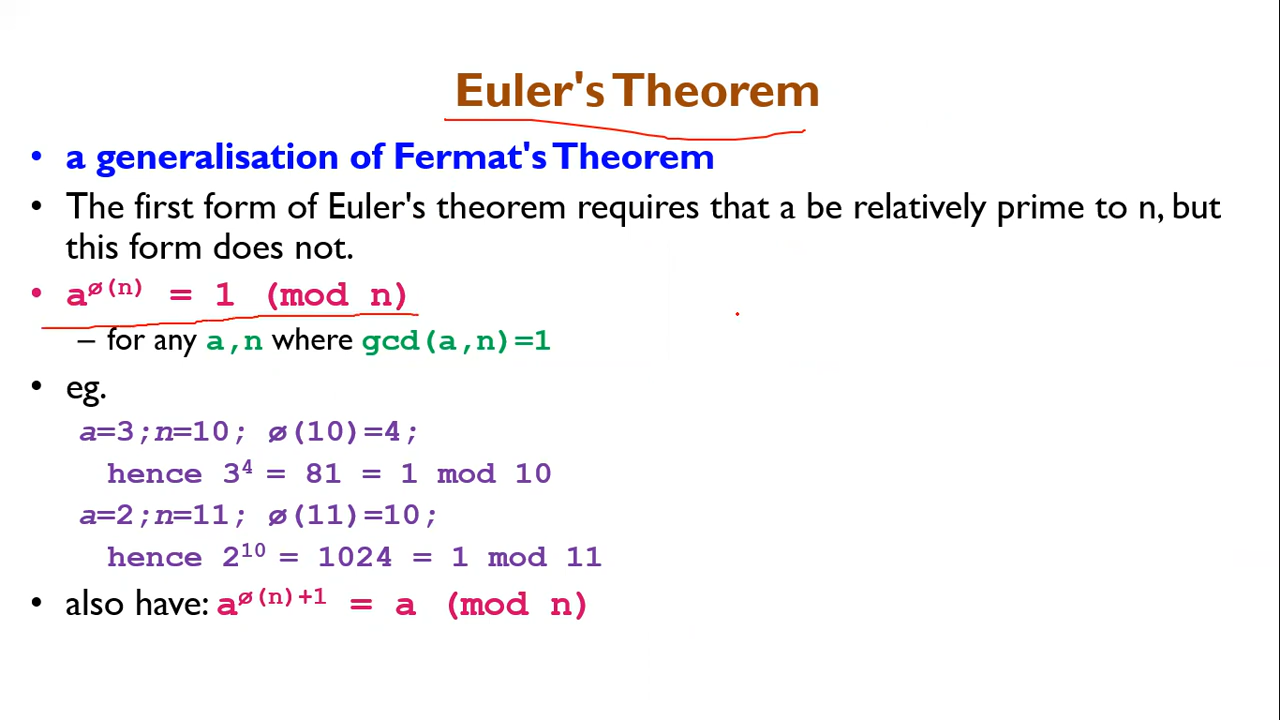 Euler's Theorem
• a generalisation of Fermat's Theorem
• The first form of Euler's theorem requires that a be relatively prime to n, but
this form does not.
• a^ø(n) = 1 (mod n)
– for any a,n where gcd(a,n)=1
• eg.
a=3;n=10; ø(10)=4;
hence 3⁴ = 81 = 1 mod 10
a=2;n=11; ø(11)=10;
hence 2¹⁰ = 1024 = 1 mod 11
• also have: a^ø(n)+1 = a (mod n)